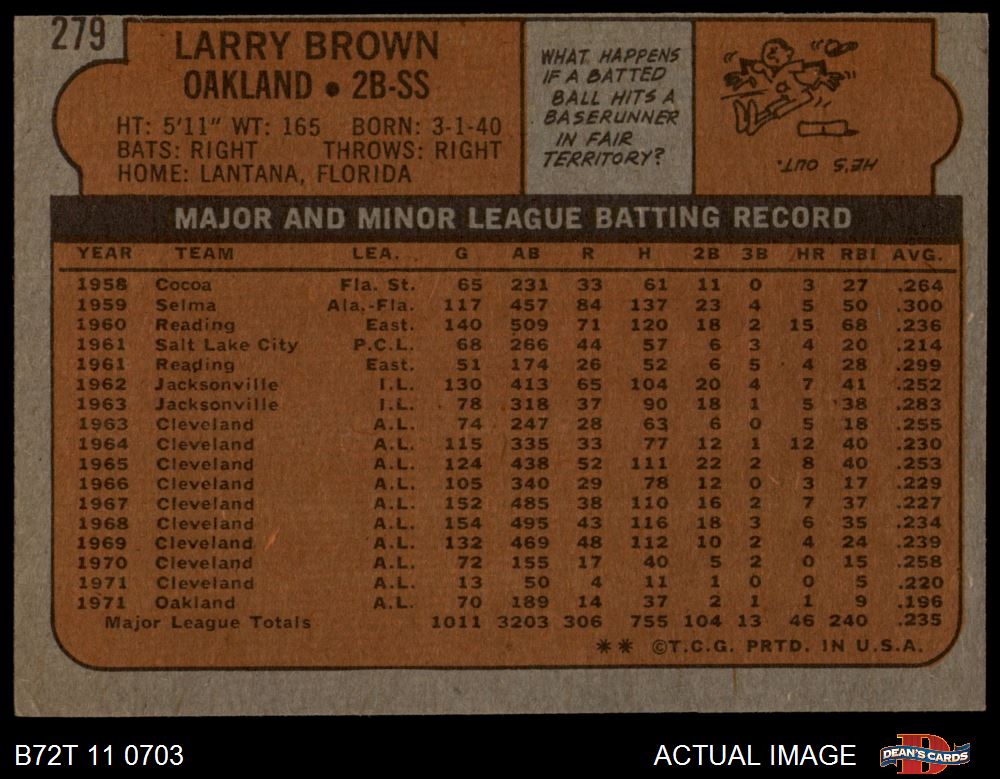 279
LARRY BROWN
OAKLAND • 2B-SS
HT: 5'11" WT: 165 BORN: 3-1-40
BATS: RIGHT THROWS: RIGHT
HOME: LANTANA, FLORIDA
WHAT HAPPENS
IF A BATTED
BALL HITS A
BASERUNNER
IN FAIR
TERRITORY?
HE'S OUT.
MAJOR AND MINOR LEAGUE BATTING RECORD
YEAR TEAM LEA. G AB R H 2B 3B HR RBI AVG.
1958 Cocoa Fla. St. 65 231 33 61 11 0 3 27 .264
1959 Selma Ala.-Fla. 117 457 84 137 23 4 5 50 .300
1960 Reading East. 140 509 71 120 18 2 15 68 .236
1961 Salt Lake City P.C.L. 68 266 44 57 6 3 4 20 .214
1961 Reading East. 51 174 26 52 6 5 4 28 .299
1962 Jacksonville I.L. 130 413 65 104 20 4 7 41 .252
1963 Jacksonville I.L. 78 318 37 90 18 1 5 38 .283
1963 Cleveland A.L. 74 247 28 63 6 0 5 18 .255
1964 Cleveland A.L. 115 335 33 77 12 1 12 40 .230
1965 Cleveland A.L. 124 438 52 111 22 2 8 40 .253
1966 Cleveland A.L. 105 340 29 78 12 0 3 17 .229
1967 Cleveland A.L. 152 485 38 110 16 2 7 37 .227
1968 Cleveland A.L. 154 495 43 116 18 3 6 35 .234
1969 Cleveland A.L. 132 469 48 112 10 2 4 24 .239
1970 Cleveland A.L. 72 155 17 40 5 2 0 15 .258
1971 Cleveland A.L. 13 50 4 11 1 0 0 5 .220
1971 Oakland A.L. 70 189 14 37 2 1 1 9 .196
Major League Totals 1011 3203 306 755 104 13 46 240 .235
** ©T.C.G. PRTD. IN U.S.A.
B72T 11 0703 ACTUAL IMAGE DEAN'S CARDS